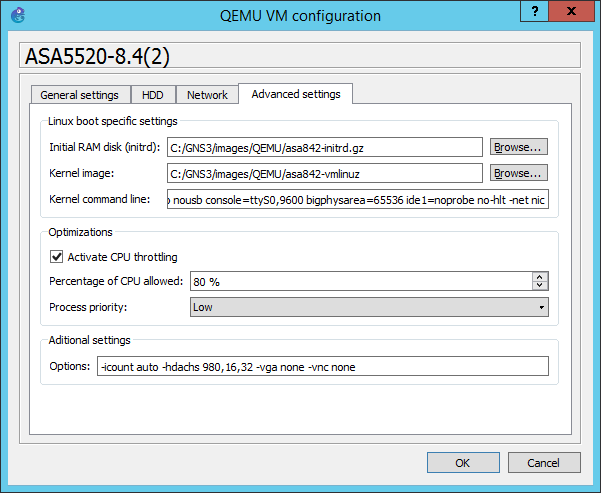 QEMU VM configuration
? X
ASA5520-8.4(2)
General settings HDD Network Advanced settings
Linux boot specific settings
Initial RAM disk (initrd): C:/GNS3/images/QEMU/asa842-initrd.gz Browse...
Kernel image: C:/GNS3/images/QEMU/asa842-vmlinuz Browse...
Kernel command line: nousb console=ttyS0,9600 bigphysarea=65536 ide1=noprobe no-hlt -net nic
Optimizations
Activate CPU throttling
Percentage of CPU allowed: 80 %
Process priority: Low
Aditional settings
Options: -icount auto -hdachs 980,16,32 -vga none -vnc none
OK Cancel